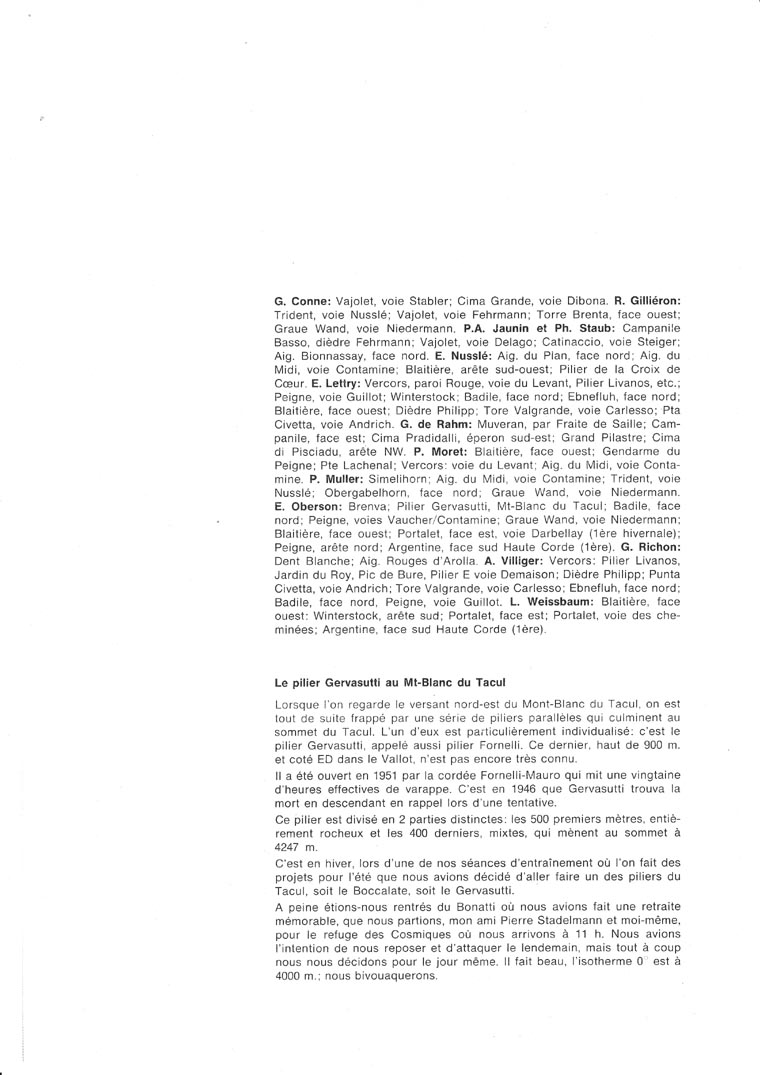 G. Conne: Vajolet, voie Stabler; Cima Grande, voie Dibona. R. Gilliéron:
Trident, voie Nusslé; Vajolet, voie Fehrmann; Torre Brenta, face ouest;
Graue Wand, voie Niedermann. P.A. Jaunin et Ph. Staub: Campanile
Basso, dièdre Fehrmann; Vajolet, voie Delago; Catinaccio, voie Steiger;
Aig. Bionnassay, face nord. E. Nusslé: Aig. du Plan, face nord; Aig. du
Midi, voie Contamine; Blaitière, arête sud-ouest; Pilier de la Croix de
Cœur. E. Lettry: Vercors, paroi Rouge, voie du Levant, Pilier Livanos, etc.;
Peigne, voie Guillot; Winterstock; Badile, face nord; Ebnefluh, face nord;
Blaitière, face ouest; Dièdre Philipp; Tore Valgrande, voie Carlesso; Pta
Civetta, voie Andrich. G. de Rahm: Muveran, par Fraite de Saille; Cam-
panile, face est; Cima Pradidalli, éperon sud-est; Grand Pilastre; Cima
di Pisciadu, arête NW. P. Moret: Blaitière, face ouest; Gendarme du
Peigne; Pte Lachenal; Vercors: voie du Levant; Aig. du Midi, voie Conta-
mine. P. Muller: Simelihorn; Aig. du Midi, voie Contamine; Trident, voie
Nusslé; Obergabelhorn, face nord; Graue Wand, voie Niedermann.
E. Oberson: Brenva; Pilier Gervasutti, Mt-Blanc du Tacul; Badile, face
nord; Peigne, voies Vaucher/Contamine; Graue Wand, voie Niedermann;
Blaitière, face ouest; Portalet, face est, voie Darbellay (1ère hivernale);
Peigne, arête nord; Argentine, face sud Haute Corde (1ère). G. Richon:
Dent Blanche; Aig. Rouges d'Arolla. A. Villiger: Vercors: Pilier Livanos,
Jardin du Roy, Pic de Bure, Pilier E voie Demaison; Dièdre Philipp; Punta
Civetta, voie Andrich; Tore Valgrande, voie Carlesso; Ebnefluh, face nord;
Badile, face nord, Peigne, voie Guillot. L. Weissbaum: Blaitière, face
ouest: Winterstock, arête sud; Portalet, face est; Portalet, voie des che-
minées; Argentine, face sud Haute Corde (1ère).
Le pilier Gervasutti au Mt-Blanc du Tacul
Lorsque l'on regarde le versant nord-est du Mont-Blanc du Tacul, on est
tout de suite frappé par une série de piliers parallèles qui culminent au
sommet du Tacul. L'un d'eux est particulièrement individualisé: c'est le
pilier Gervasutti, appelé aussi pilier Fornelli. Ce dernier, haut de 900 m.
et coté ED dans le Vallot, n'est pas encore très connu.
Il a été ouvert en 1951 par la cordée Fornelli-Mauro qui mit une vingtaine
d'heures effectives de varappe. C'est en 1946 que Gervasutti trouva la
mort en descendant en rappel lors d'une tentative.
Ce pilier est divisé en 2 parties distinctes: les 500 premiers mètres, entiè-
rement rocheux et les 400 derniers, mixtes, qui mènent au sommet à
4247 m.
C'est en hiver, lors d'une de nos séances d'entraînement où l'on fait des
projets pour l'été que nous avions décidé d'aller faire un des piliers du
Tacul, soit le Boccalate, soit le Gervasutti.
A peine étions-nous rentrés du Bonatti où nous avions fait une retraite
mémorable, que nous partions, mon ami Pierre Stadelmann et moi-même,
pour le refuge des Cosmiques où nous arrivons à 11 h. Nous avions
l'intention de nous reposer et d'attaquer le lendemain, mais tout à coup
nous nous décidons pour le jour même. Il fait beau, l'isotherme 0° est à
4000 m.; nous bivouaquerons.